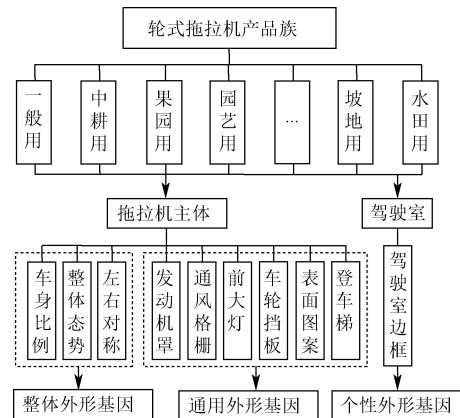 轮式拖拉机产品族
一般用
中耕用
果园用
园艺用
...
坡地用
水田用
拖拉机主体
驾驶室
车身比例
整体态势
左右对称
发动机罩
通风格栅
前大灯
车轮挡板
表面图案
登车梯
驾驶室边框
整体外形基因
通用外形基因
个性外形基因